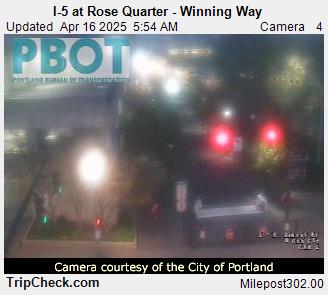 I-5 at Rose Quarter - Winning Way
Updated Apr 16 2025 5:54 AM Camera 4
PBOT
PORTLAND BUREAU OF TRANSPORTATION
Camera courtesy of the City of Portland
TripCheck.com Milepost302.00